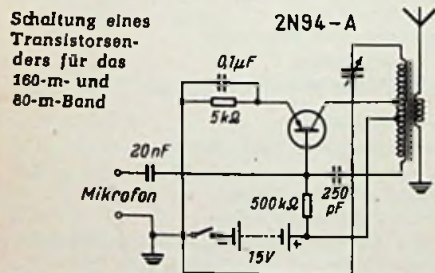 Schaltung eines
Transistorsen-
ders für das
160-m- und
80-m-Band
2N94-A
0,1µF
5kΩ
20nF
Mikrofon
500kΩ
250
pF
- 15V +